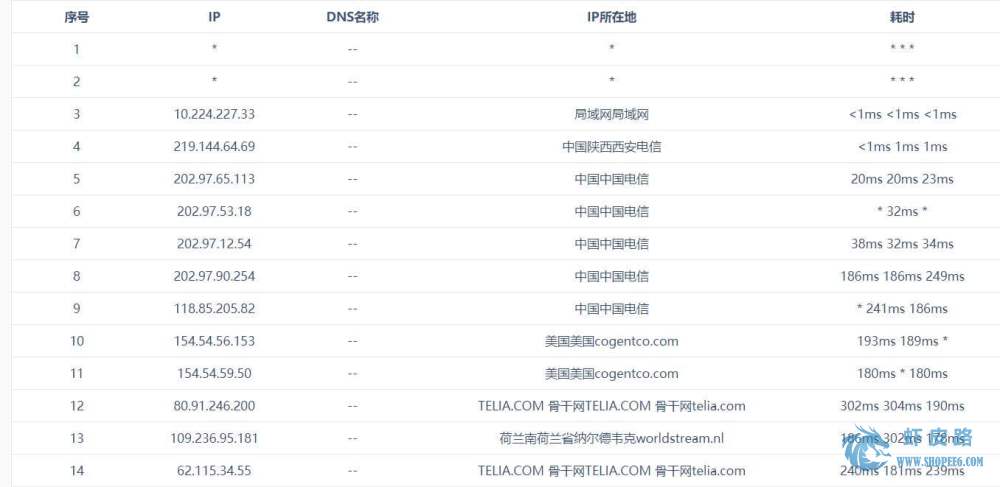 序号 IP DNS名称 IP所在地 耗时
1 * -- * * * *
2 * -- * * * *
3 10.224.227.33 -- 局域网局域网 <1ms <1ms <1ms
4 219.144.64.69 -- 中国陕西西安电信 <1ms 1ms 1ms
5 202.97.65.113 -- 中国中国电信 20ms 20ms 23ms
6 202.97.53.18 -- 中国中国电信 * 32ms *
7 202.97.12.54 -- 中国中国电信 38ms 32ms 34ms
8 202.97.90.254 -- 中国中国电信 186ms 186ms 249ms
9 118.85.205.82 -- 中国中国电信 * 241ms 186ms
10 154.54.56.153 -- 美国美国cogentco.com 193ms 189ms *
11 154.54.59.50 -- 美国美国cogentco.com 180ms * 180ms
12 80.91.246.200 -- TELIA.COM 骨干网TELIA.COM 骨干网telia.com 302ms 304ms 190ms
13 109.236.95.181 -- 荷兰南荷兰省纳尔德韦克worldstream.nl 186ms 302ms 178ms
14 62.115.34.55 -- TELIA.COM 骨干网TELIA.COM 骨干网telia.com 240ms 181ms 239ms
虾皮路
WWW.SHOPEE6.COM